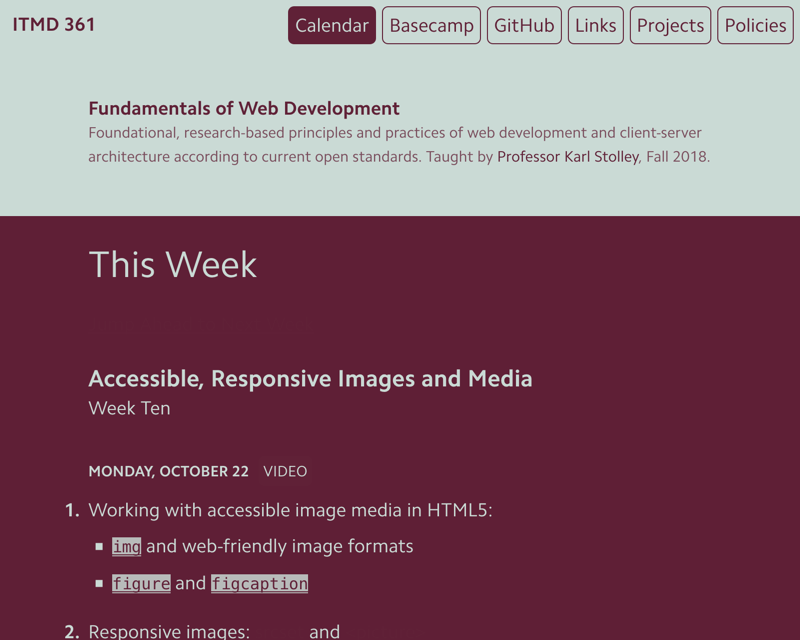 ITMD 361
Calendar
Basecamp
GitHub
Links
Projects
Policies
Fundamentals of Web Development
Foundational, research-based principles and practices of web development and client-server
architecture according to current open standards. Taught by Professor Karl Stolley, Fall 2018.
This Week
Accessible, Responsive Images and Media
Week Ten
MONDAY, OCTOBER 22 VIDEO
1. Working with accessible image media in HTML5:
▪ img and web-friendly image formats
▪ figure and figcaption
2. Responsive images: and